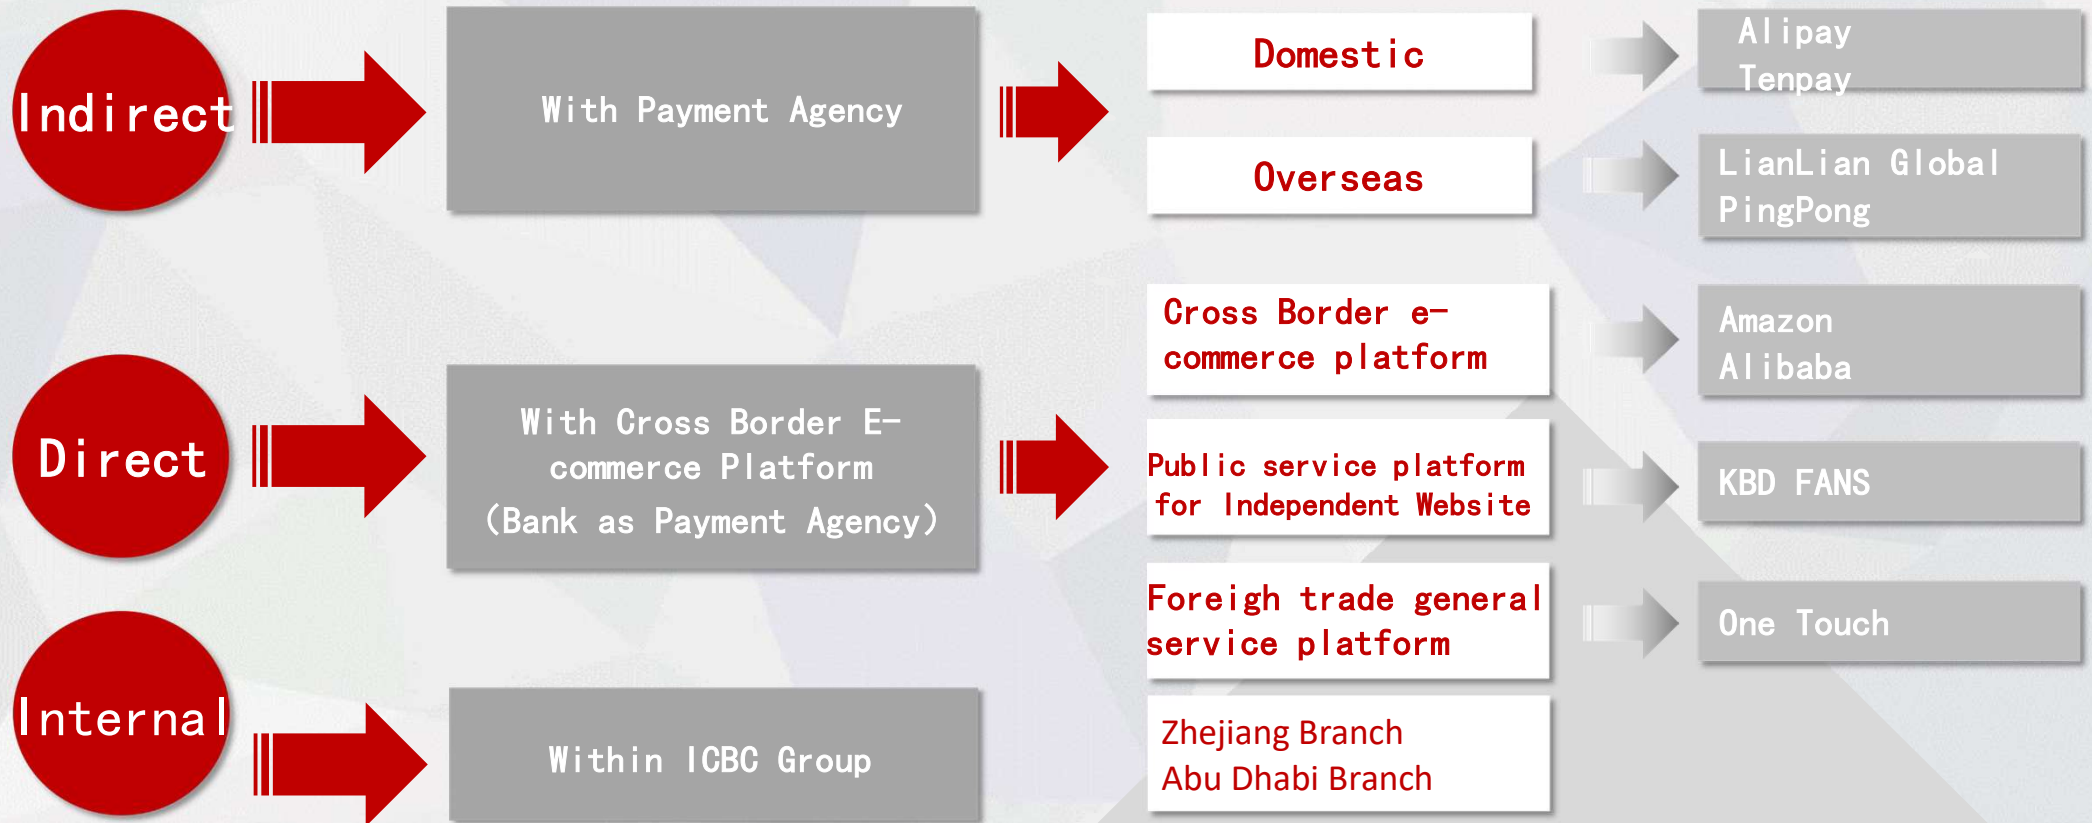 Indirect
With Payment Agency
Domestic
Alipay
Tenpay
Overseas
LianLian Global
PingPong
Direct
With Cross Border E-
commerce Platform
（Bank as Payment Agency）
Cross Border e-
commerce platform
Amazon
Alibaba
Public service platform
for Independent Website
KBD FANS
Foreigh trade general
service platform
One Touch
Internal
Within ICBC Group
Zhejiang Branch
Abu Dhabi Branch